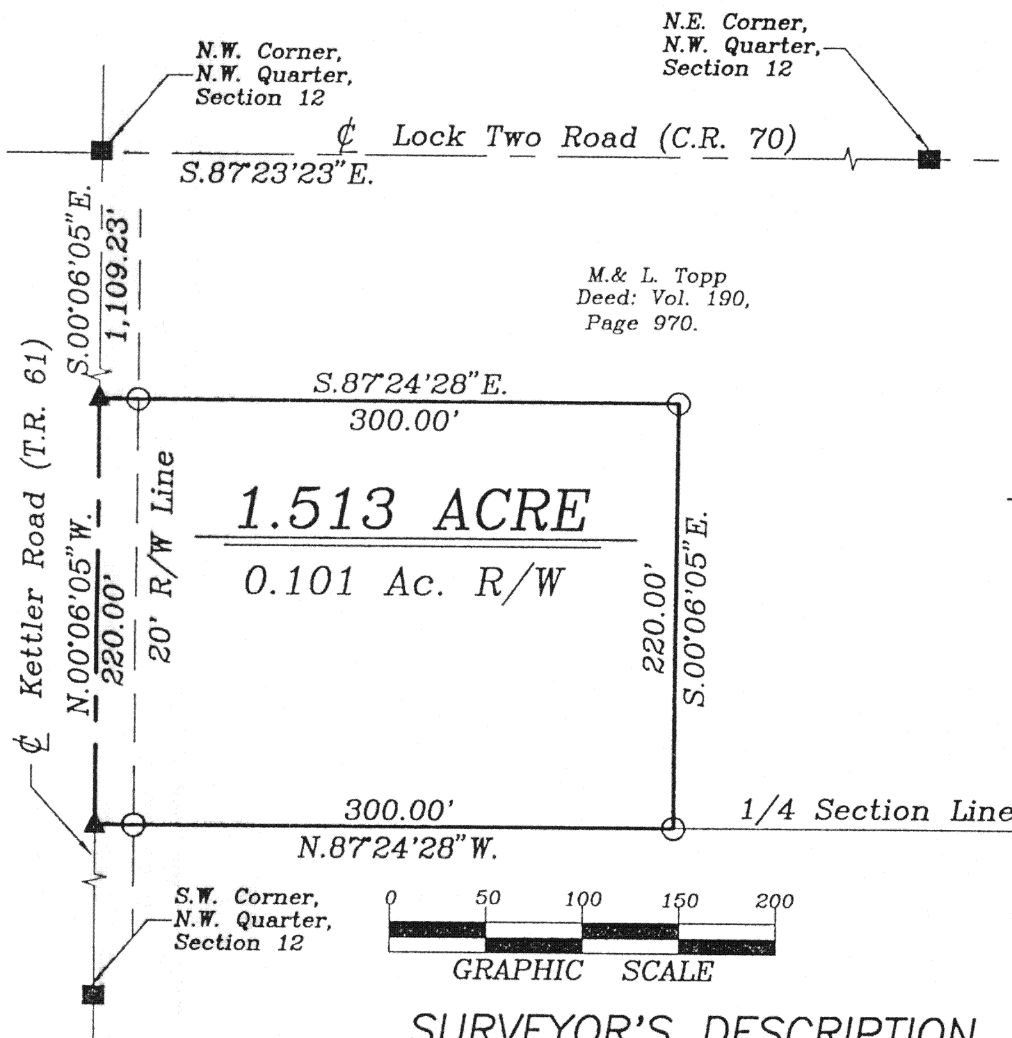 N.W. Corner,
N.W. Quarter,
Section 12
N.E. Corner,
N.W. Quarter,
Section 12
℄ Lock Two Road (C.R. 70)
S.87°23'23"E.
S.00°06'05"E.
1,109.23'
M.& L. Topp
Deed: Vol. 190,
Page 970.
℄ Kettler Road (T.R. 61)
S.87°24'28"E.
300.00'
N.00°06'05"W.
220.00'
20' R/W Line
1.513 ACRE
0.101 Ac. R/W
220.00'
S.00°06'05"E.
300.00'
N.87°24'28"W.
1/4 Section Line
S.W. Corner,
N.W. Quarter,
Section 12
0 50 100 150 200
GRAPHIC SCALE
SURVEYOR'S DESCRIPTION